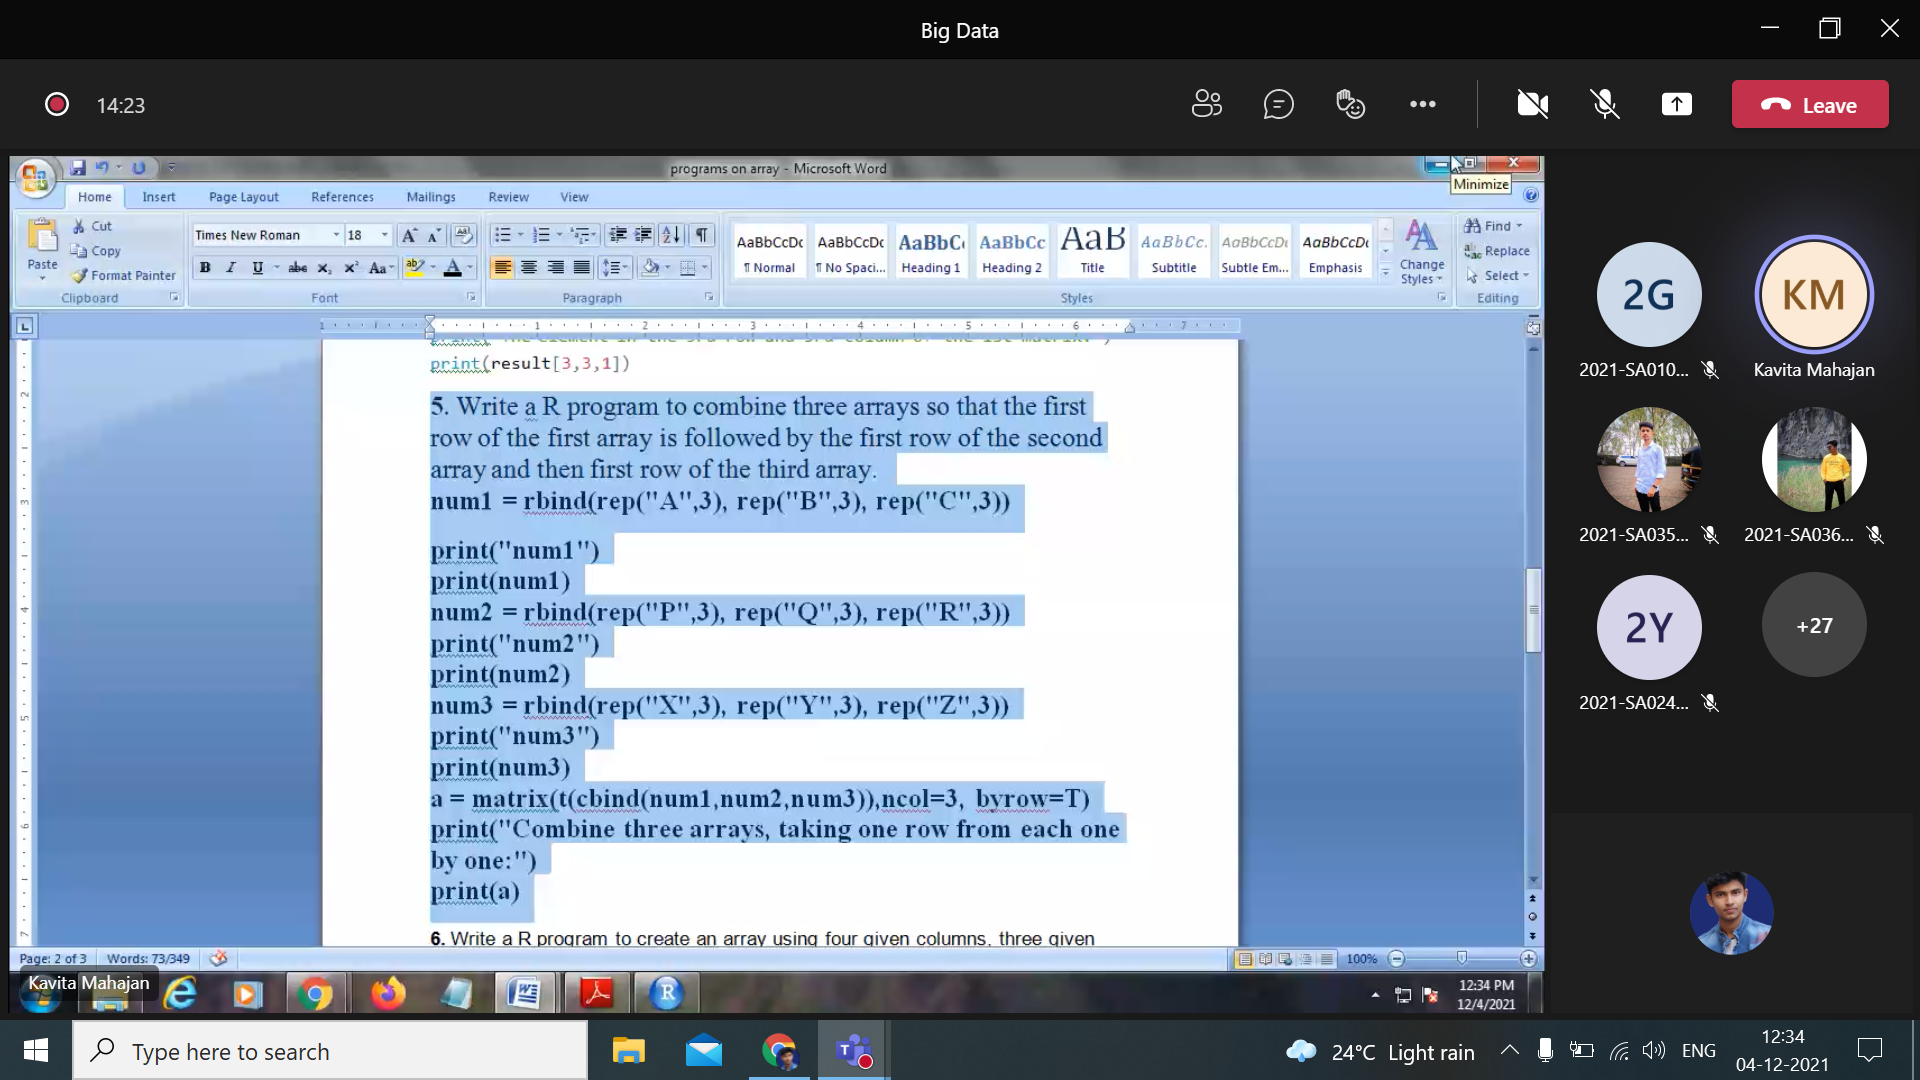 Big Data
14:23
Leave
programs on array - Microsoft Word
Minimize
Home Insert Page Layout References Mailings Review View
Cut
Copy
Format Painter
Paste
Clipboard
Times New Roman 18
Font
Paragraph
AaBbCcDc AaBbCcDc AaBbC AaBbCc AaB AaBbCc. AaBbCcDt AaBbCcDt
¶ Normal ¶ No Spaci... Heading 1 Heading 2 Title Subtitle Subtle Em... Emphasis
Change Styles
Styles
Find
Replace
Select
Editing
print(result[3,3,1])
5. Write a R program to combine three arrays so that the first
row of the first array is followed by the first row of the second
array and then first row of the third array.
num1 = rbind(rep("A",3), rep("B",3), rep("C",3))
print("num1")
print(num1)
num2 = rbind(rep("P",3), rep("Q",3), rep("R",3))
print("num2")
print(num2)
num3 = rbind(rep("X",3), rep("Y",3), rep("Z",3))
print("num3")
print(num3)
a = matrix(t(cbind(num1,num2,num3)),ncol=3, byrow=T)
print("Combine three arrays, taking one row from each one
by one:")
print(a)
6. Write a R program to create an array using four given columns, three given
Page: 2 of 3 Words: 73/349
100%
Kavita Mahajan
12:34 PM
12/4/2021
2G
2021-SA010...
KM
Kavita Mahajan
2021-SA035...
2021-SA036...
2Y
2021-SA024...
+27
Type here to search
24°C Light rain
ENG
12:34
04-12-2021